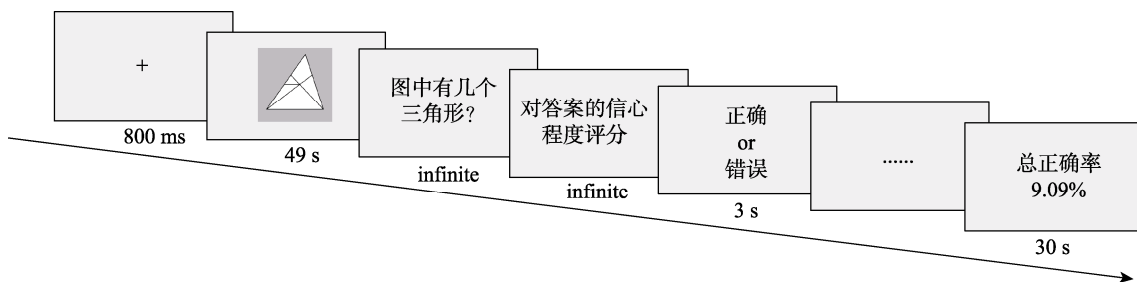 +
800 ms
49 s
图中有几个
三角形?
infinite
对答案的信心
程度评分
infinite
正确
or
错误
3 s
······
总正确率
9.09%
30 s